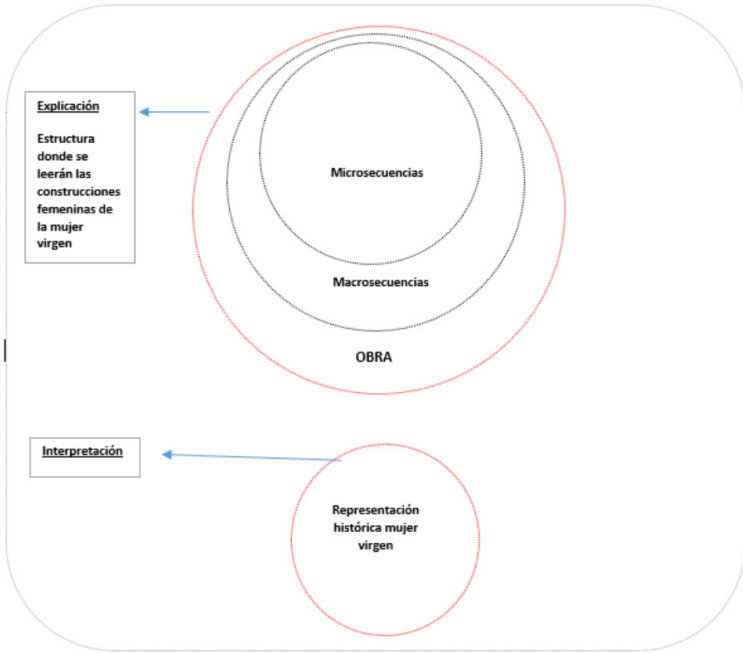 Explicación
Estructura
donde se
leerán las
construcciones
femeninas de
la mujer
virgen
Microsecuencias
Macrosecuencias
OBRA
Interpretación
Representación
histórica mujer
virgen